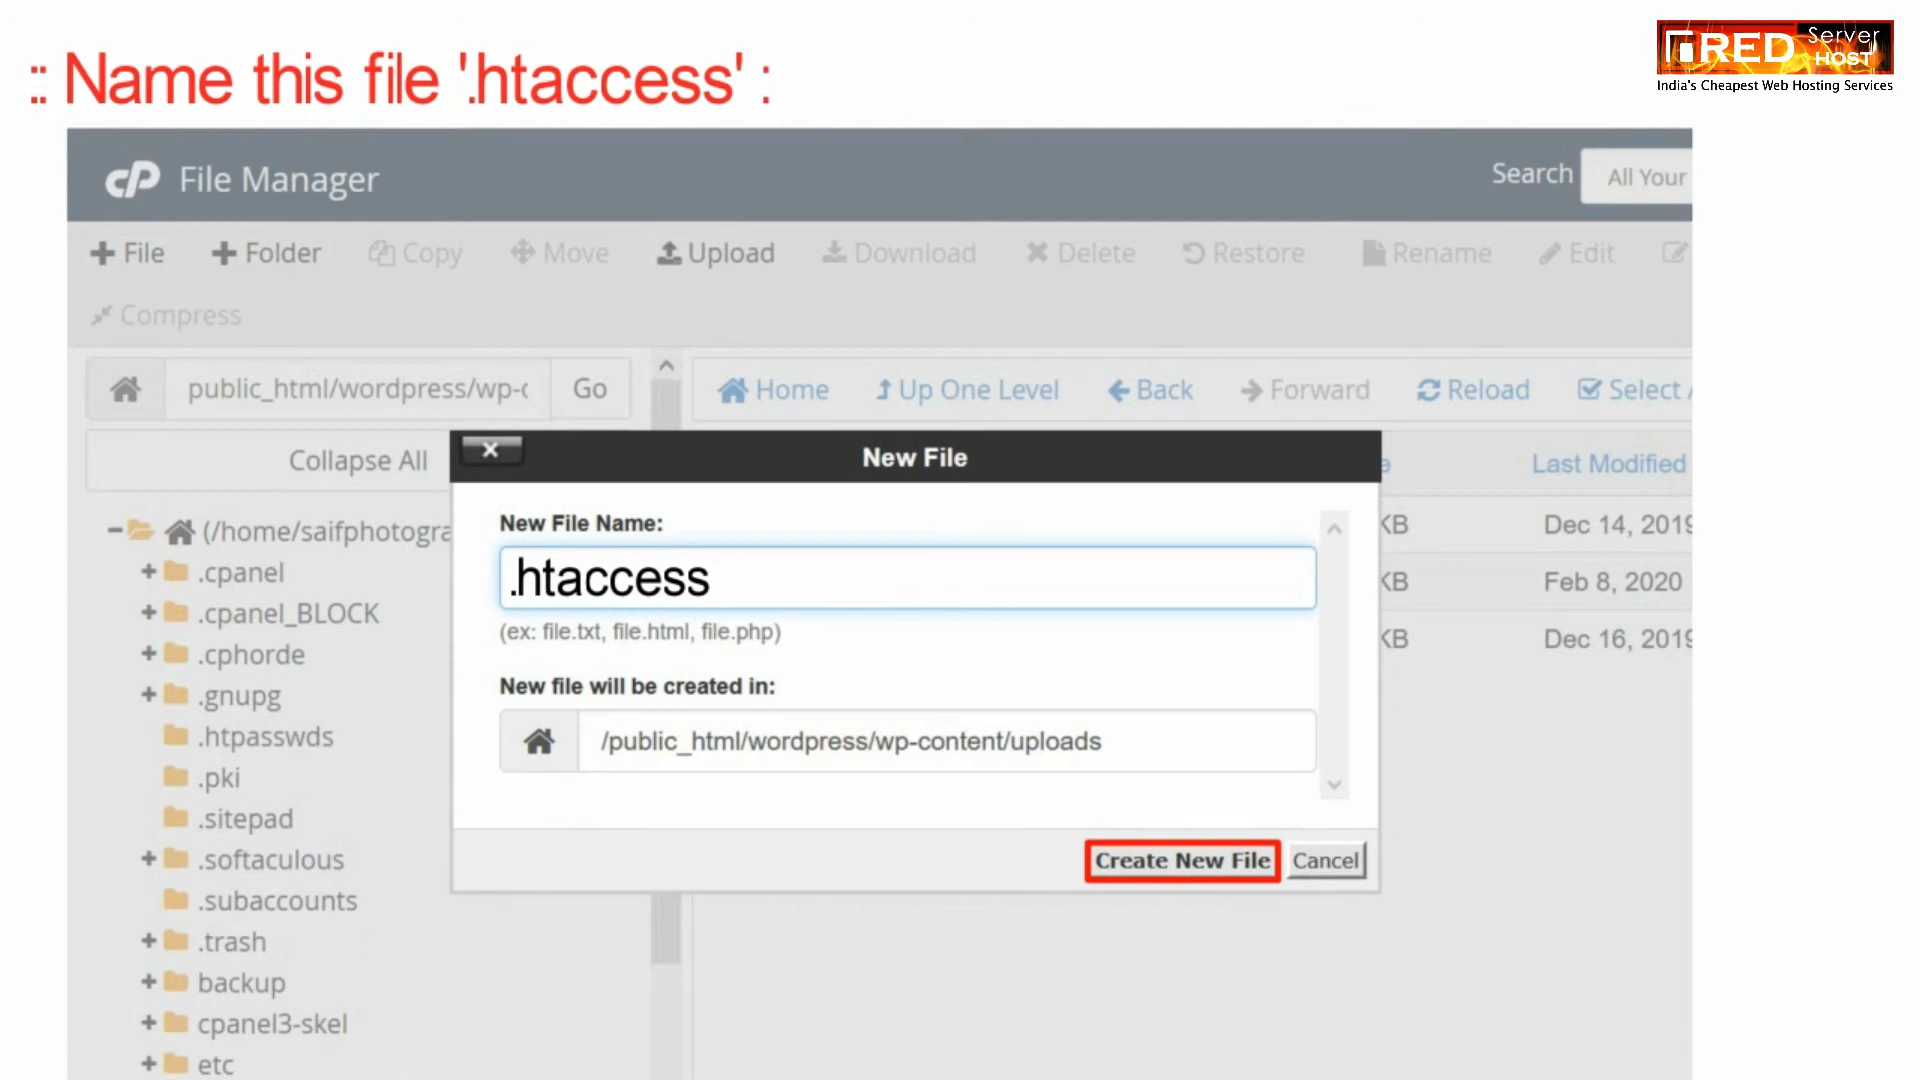 :: Name this file '.htaccess' :
RED Server HOST
India's Cheapest Web Hosting Services
cP File Manager
Search All Your
File Folder Copy Move Upload Download Delete Restore Rename Edit
Compress
public_html/wordpress/wp-c Go
Home Up One Level Back Forward Reload Select A
Collapse All
New File
e Last Modified
New File Name:
.htaccess
(ex: file.txt, file.html, file.php)
New file will be created in:
/public_html/wordpress/wp-content/uploads
Create New File Cancel
KB Dec 14, 2019
KB Feb 8, 2020
KB Dec 16, 2019
(/home/saifphotogra
.cpanel
.cpanel_BLOCK
.cphorde
.gnupg
.htpasswds
.pki
.sitepad
.softaculous
.subaccounts
.trash
backup
cpanel3-skel
etc